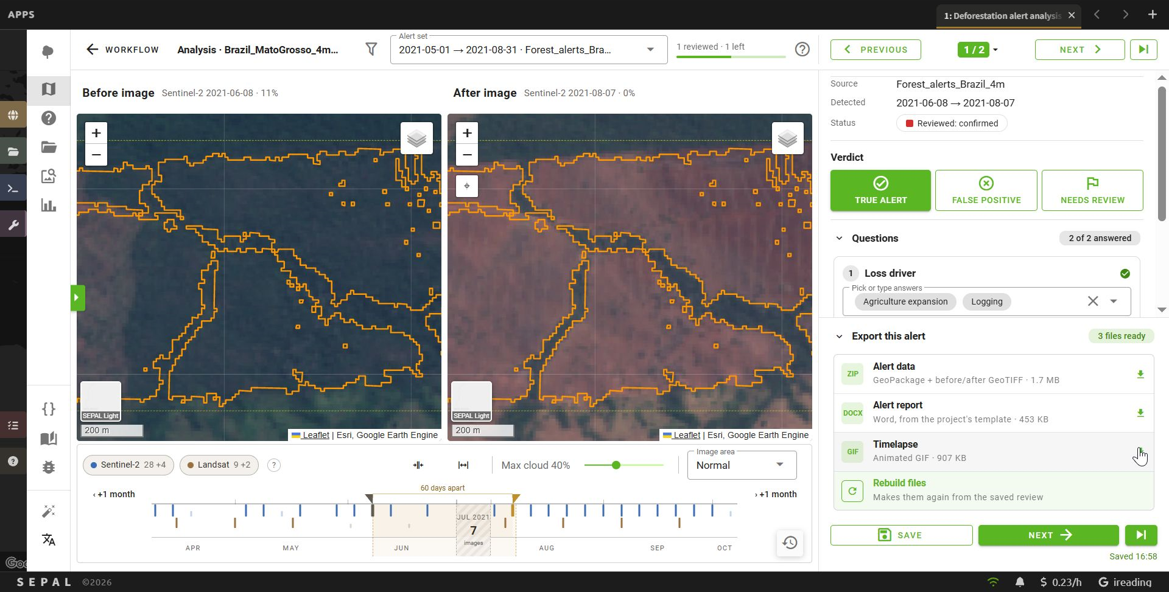 APPS
1: Deforestation alert analysis
WORKFLOW
Analysis · Brazil_MatoGrosso_4m...
Alert set
2021-05-01 → 2021-08-31 · Forest_alerts_Bra...
1 reviewed · 1 left
PREVIOUS
1 / 2
NEXT
Before image Sentinel-2 2021-06-08 · 11%
After image Sentinel-2 2021-08-07 · 0%
Source Forest_alerts_Brazil_4m
Detected 2021-06-08 → 2021-08-07
Status Reviewed: confirmed
Verdict
TRUE ALERT
FALSE POSITIVE
NEEDS REVIEW
Questions
2 of 2 answered
1 Loss driver
Pick or type answers
Agriculture expansion
Logging
Export this alert
3 files ready
ZIP
Alert data
GeoPackage + before/after GeoTIFF · 1.7 MB
DOCX
Alert report
Word, from the project's template · 453 KB
GIF
Timelapse
Animated GIF · 907 KB
Rebuild files
Makes them again from the saved review
SAVE
NEXT
Saved 16:58
+
−
SEPAL Light
200 m
Leaflet | Esri, Google Earth Engine
+
−
SEPAL Light
200 m
Leaflet | Esri, Google Earth Engine
Sentinel-2 28 +4
Landsat 9 +2
?
Max cloud 40%
Image area
Normal
‹ +1 month
60 days apart
› +1 month
JUL 2021
7
images
APR
MAY
JUN
AUG
SEP
OCT
Goo
SEPAL ©2026
$ 0.23/h
ireading